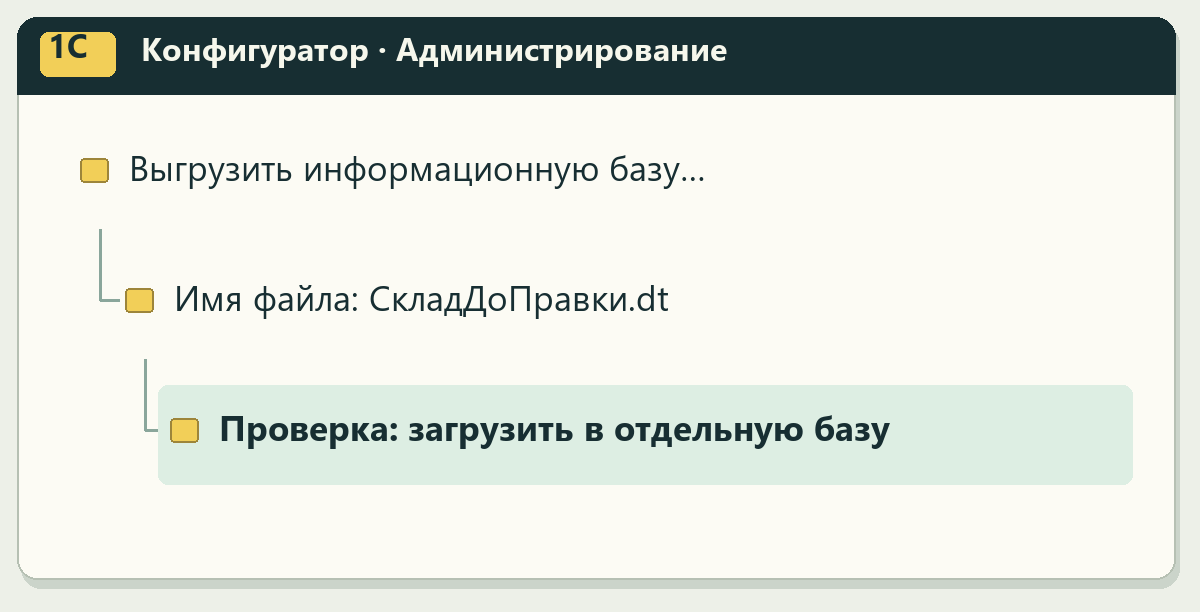 1С
Конфигуратор · Администрирование
Выгрузить информационную базу...
Имя файла: СкладДоПравки.dt
Проверка: загрузить в отдельную базу